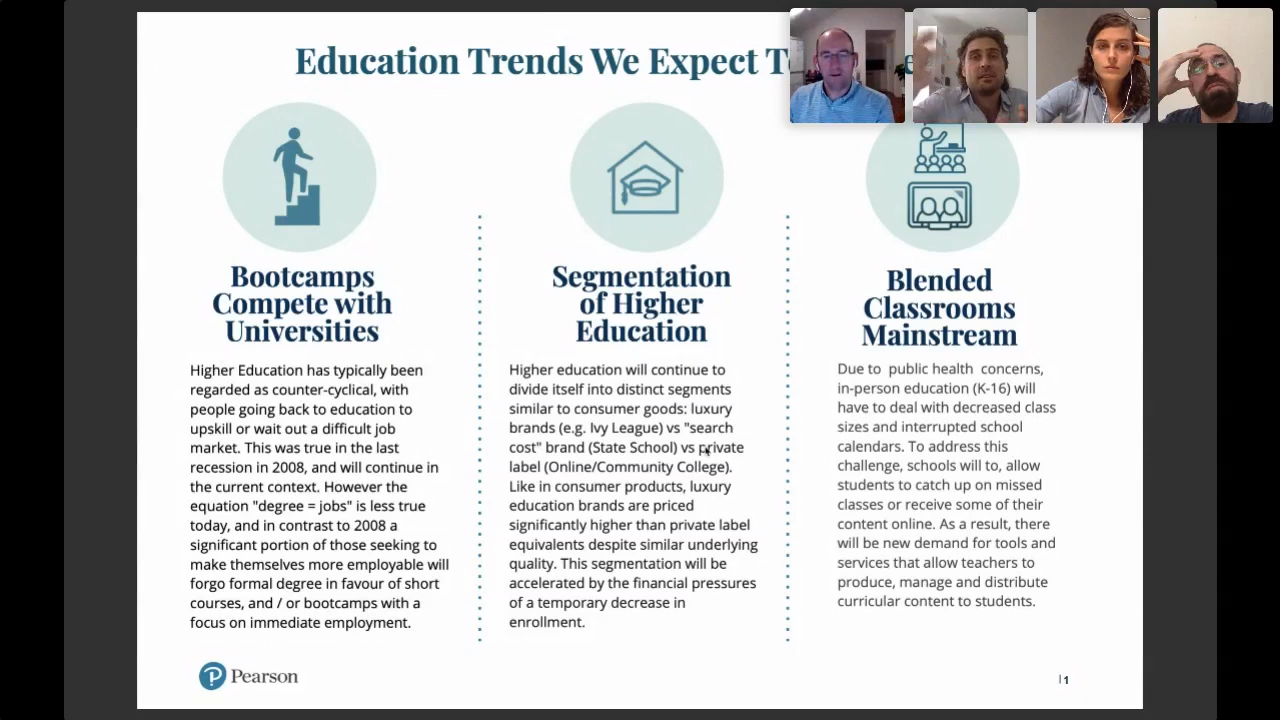 Education Trends We Expect T
Bootcamps
Compete with
Universities
Higher Education has typically been
regarded as counter-cyclical, with
people going back to education to
upskill or wait out a difficult job
market. This was true in the last
recession in 2008, and will continue in
the current context. However the
equation "degree = jobs" is less true
today, and in contrast to 2008 a
significant portion of those seeking to
make themselves more employable will
forgo formal degree in favour of short
courses, and / or bootcamps with a
focus on immediate employment.
Segmentation
of Higher
Education
Higher education will continue to
divide itself into distinct segments
similar to consumer goods: luxury
brands (e.g. Ivy League) vs "search
cost" brand (State School) vs private
label (Online/Community College).
Like in consumer products, luxury
education brands are priced
significantly higher than private label
equivalents despite similar underlying
quality. This segmentation will be
accelerated by the financial pressures
of a temporary decrease in
enrollment.
Blended
Classrooms
Mainstream
Due to public health concerns,
in-person education (K-16) will
have to deal with decreased class
sizes and interrupted school
calendars. To address this
challenge, schools will to, allow
students to catch up on missed
classes or receive some of their
content online. As a result, there
will be new demand for tools and
services that allow teachers to
produce, manage and distribute
curricular content to students.
P Pearson
| 1